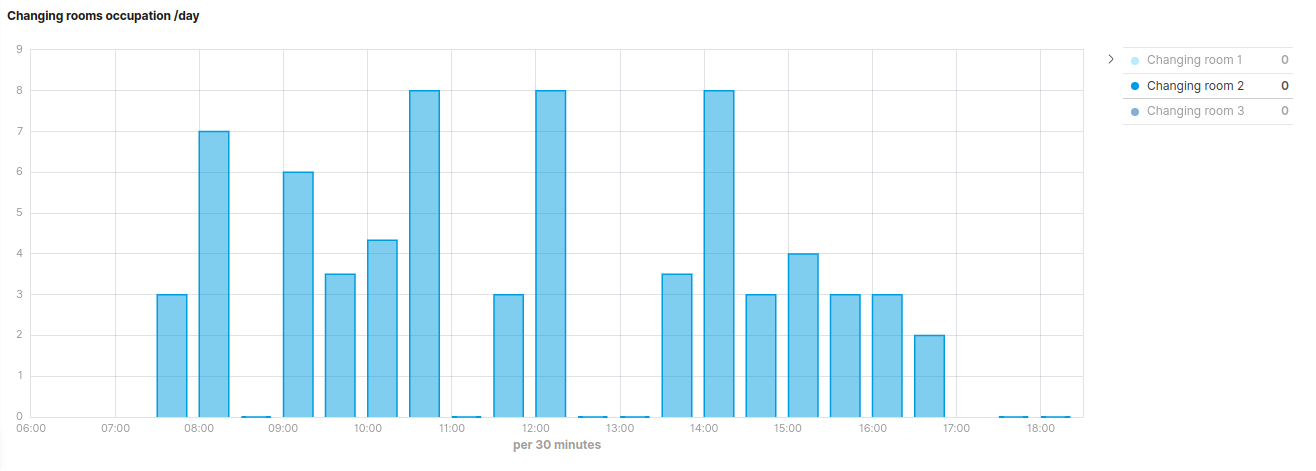 Changing rooms occupation /day
9
8
7
6
5
4
3
2
1
0
06:00 07:00 08:00 09:00 10:00 11:00 12:00 13:00 14:00 15:00 16:00 17:00 18:00
per 30 minutes
Changing room 1 0
Changing room 2 0
Changing room 3 0